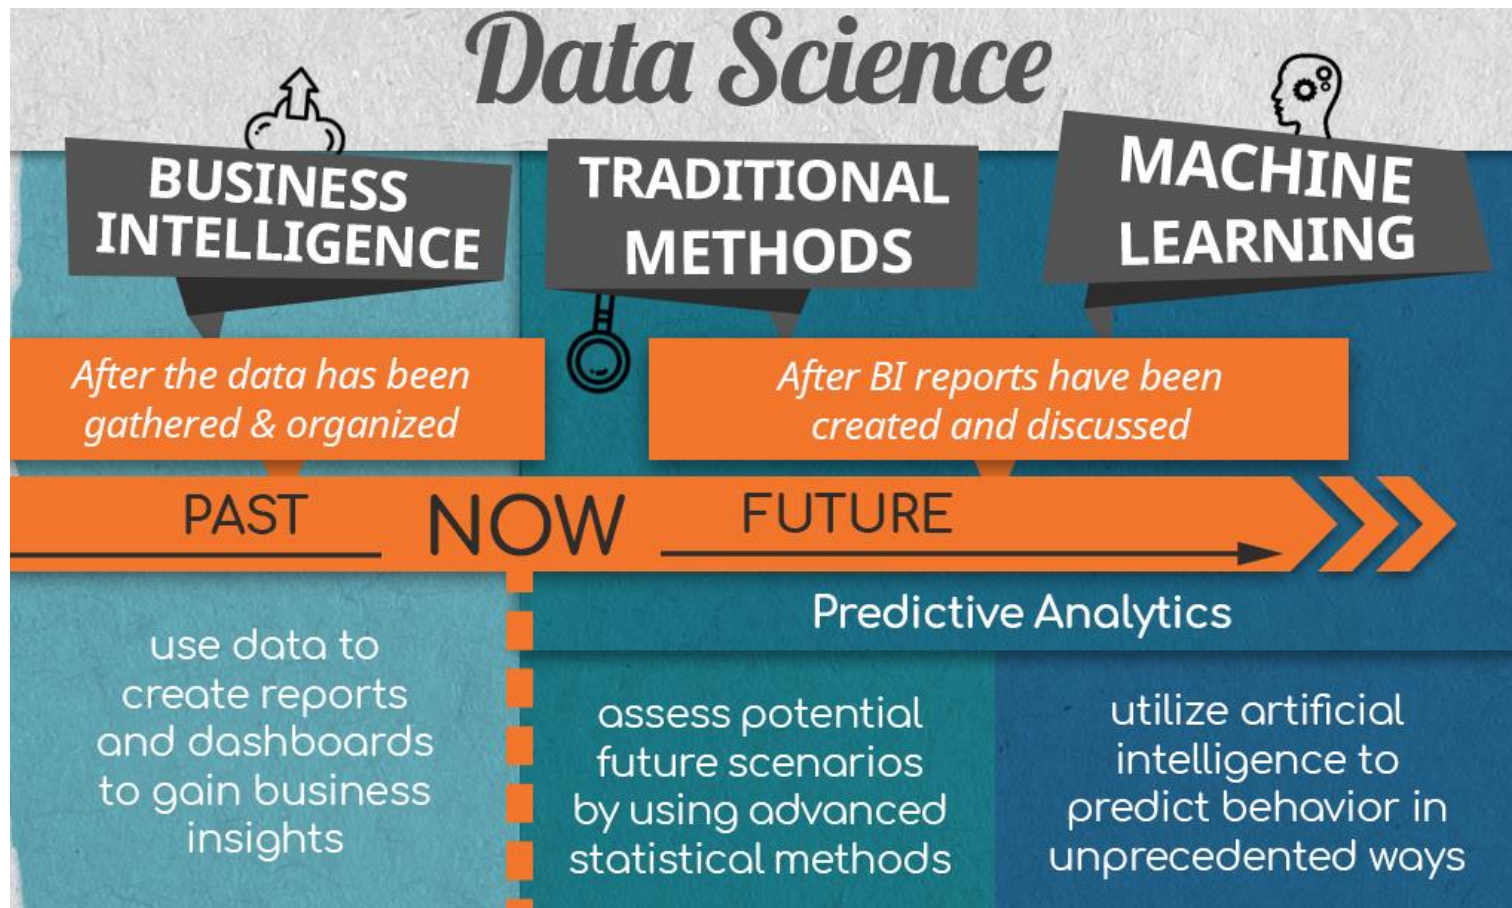 Data Science
BUSINESS
INTELLIGENCE
TRADITIONAL
METHODS
MACHINE
LEARNING
After the data has been
gathered & organized
After BI reports have been
created and discussed
PAST
NOW
FUTURE
Predictive Analytics
use data to
create reports
and dashboards
to gain business
insights
assess potential
future scenarios
by using advanced
statistical methods
utilize artificial
intelligence to
predict behavior in
unprecedented ways